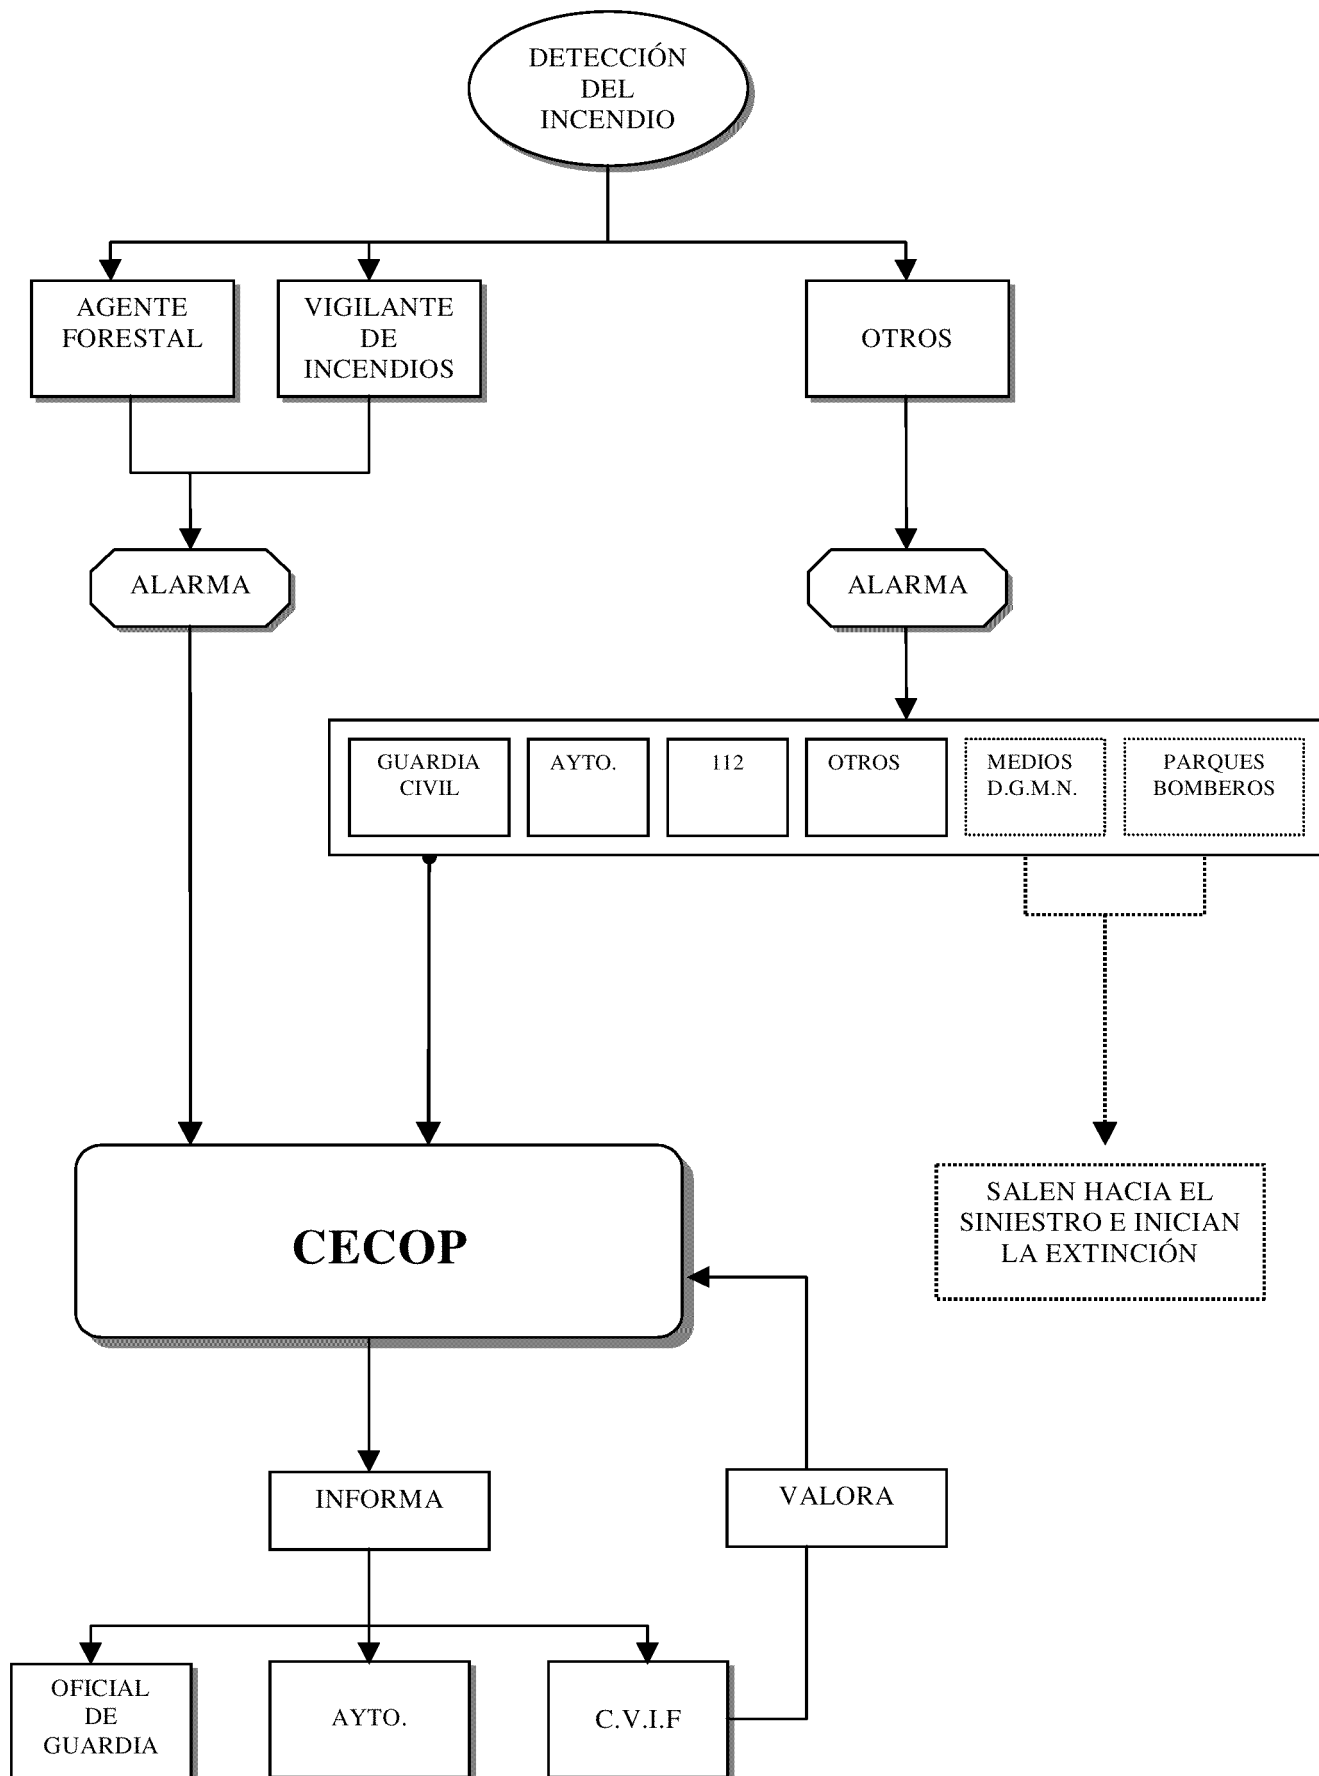 DETECCIÓN
DEL
INCENDIO
AGENTE
FORESTAL
VIGILANTE
DE
INCENDIOS
OTROS
ALARMA
ALARMA
GUARDIA
CIVIL
AYTO.
112
OTROS
MEDIOS
D.G.M.N.
PARQUES
BOMBEROS
CECOP
SALEN HACIA EL
SINIESTRO E INICIAN
LA EXTINCIÓN
INFORMA
VALORA
OFICIAL
DE
GUARDIA
AYTO.
C.V.I.F